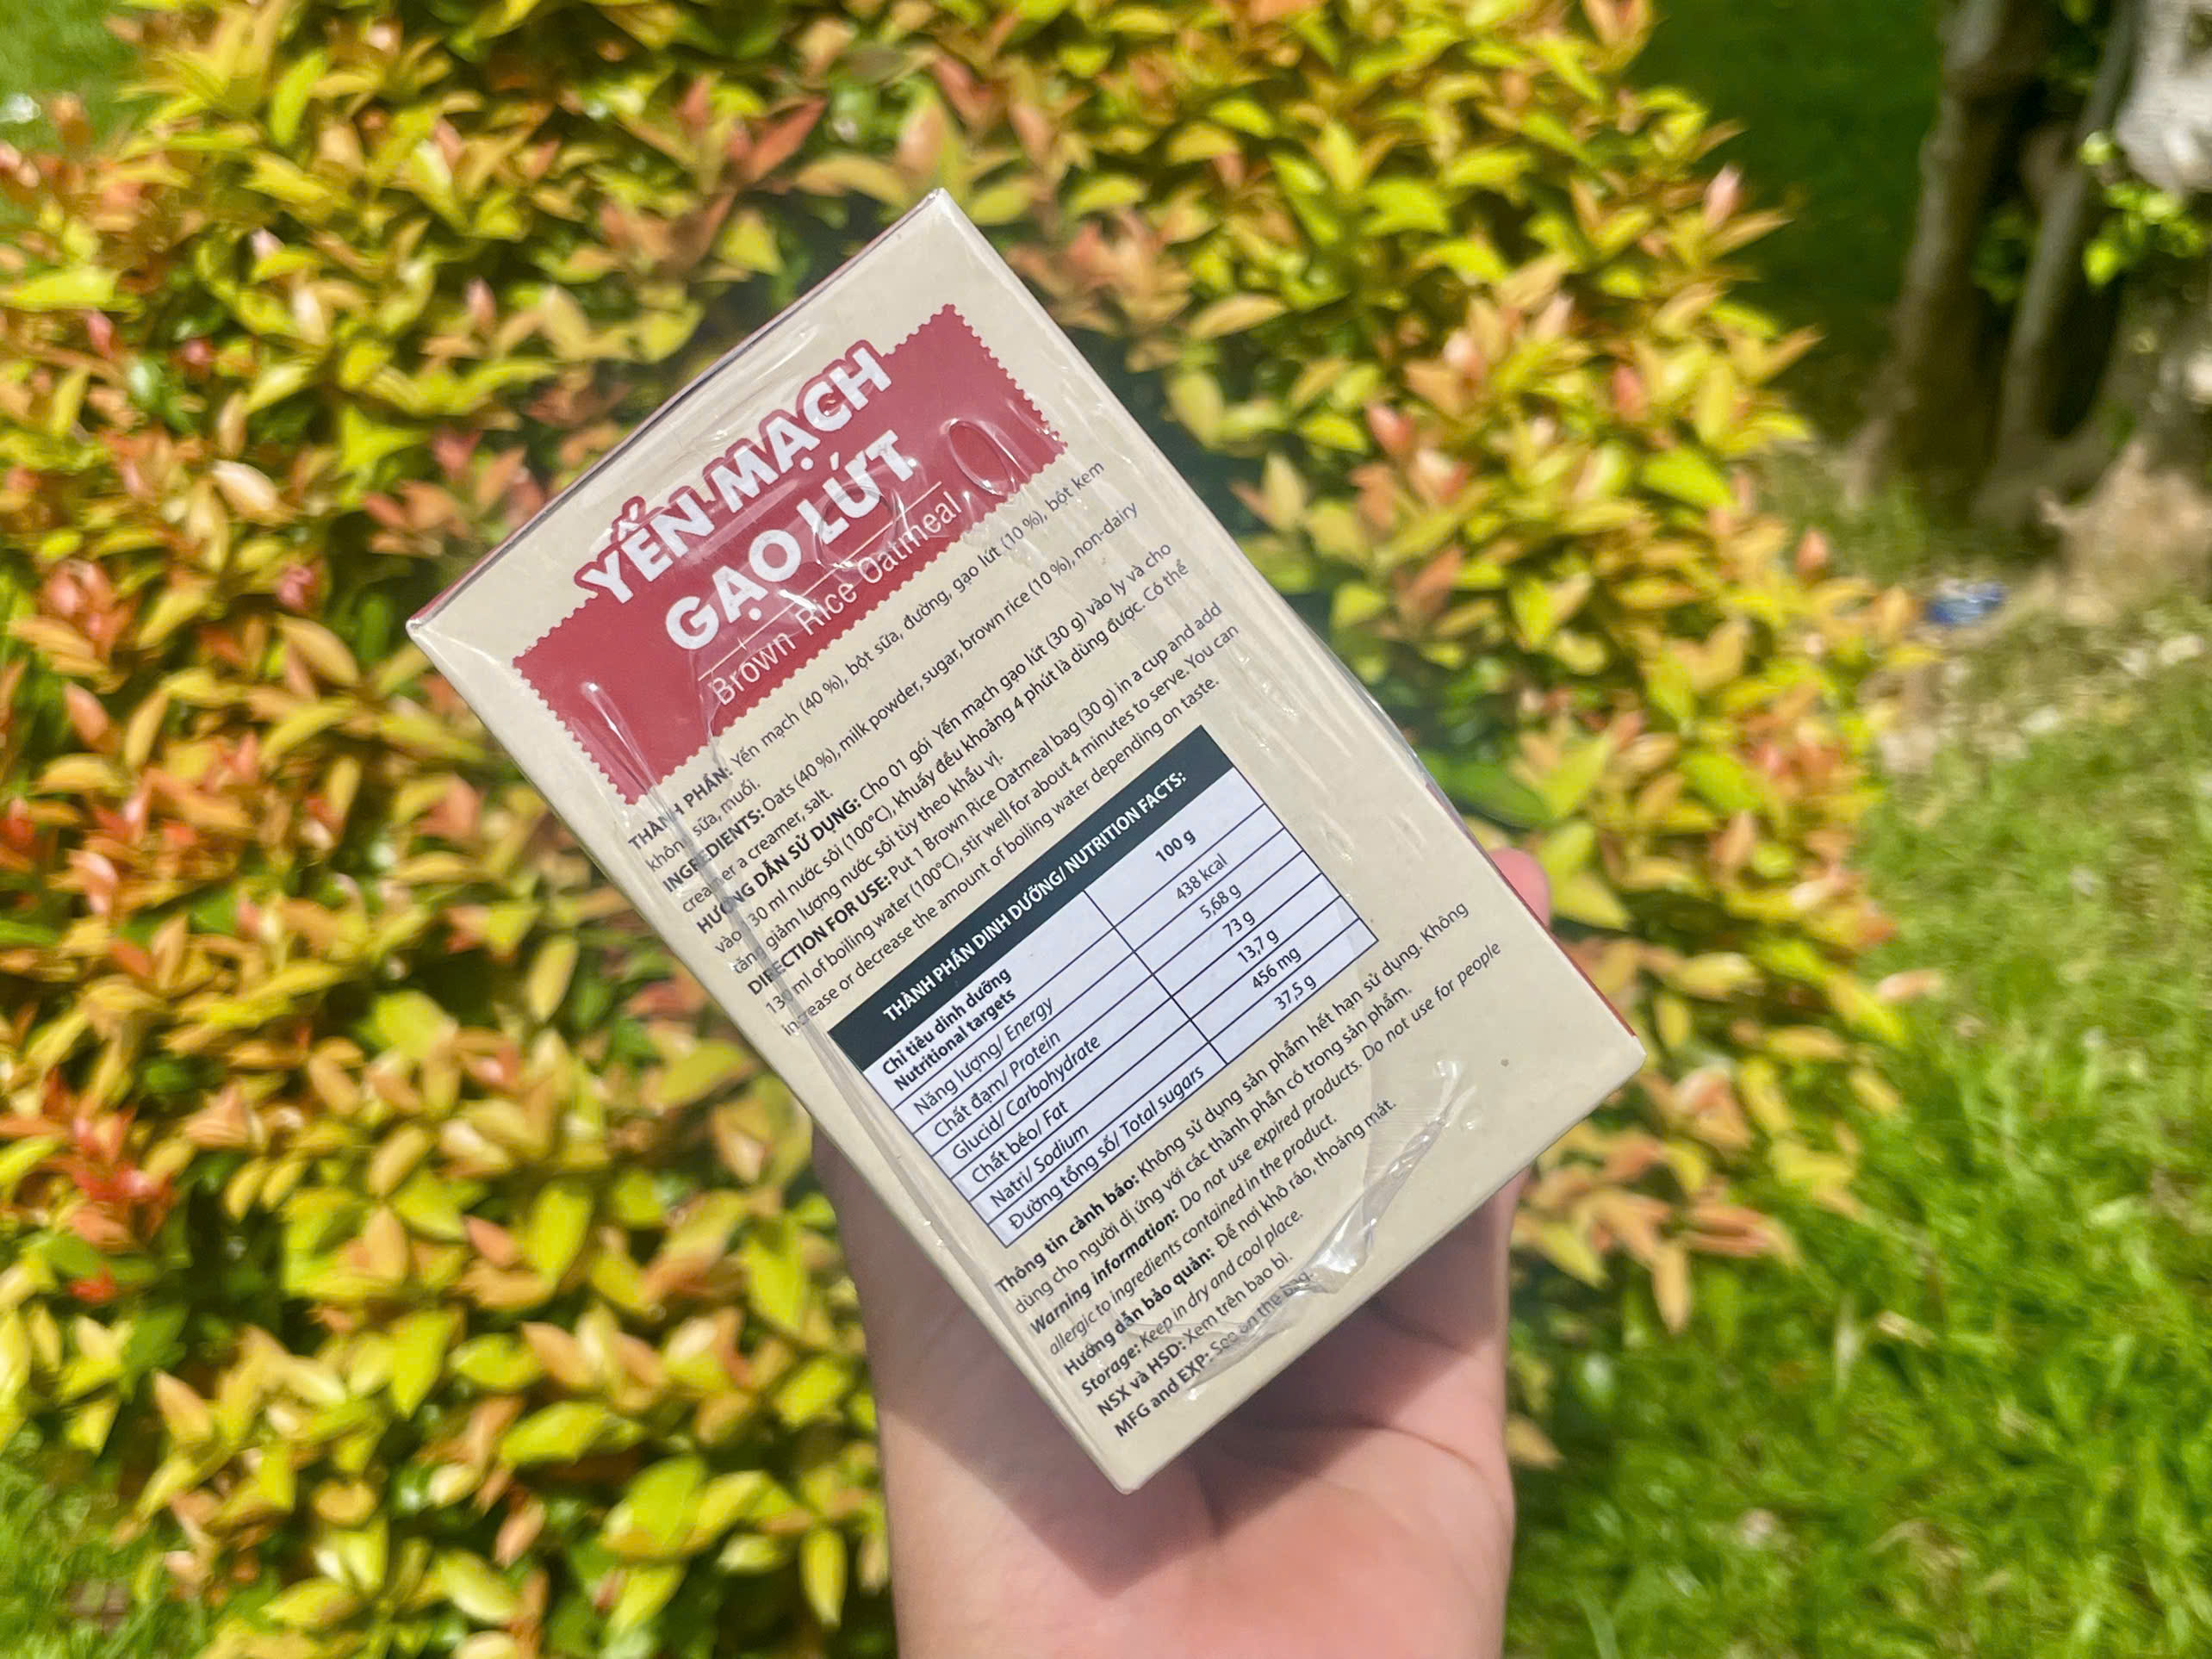 YẾN MẠCH
GẠO LỨT
Brown Rice Oatmeal
THÀNH PHẦN: Yến mạch (40 %), bột sữa, đường, gạo lứt (10 %), bột kem
không sữa, muối.
INGREDIENTS: Oats (40 %), milk powder, sugar, brown rice (10 %), non-dairy
creamer a creamer, salt.
HƯỚNG DẪN SỬ DỤNG: Cho 01 gói Yến mạch gạo lứt (30 g) vào ly và cho
vào 130 ml nước sôi (100°C), khuấy đều khoảng 4 phút là dùng được. Có thể
tăng giảm lượng nước sôi tùy theo khẩu vị.
DIRECTION FOR USE: Put 1 Brown Rice Oatmeal bag (30 g) in a cup and add
130 ml of boiling water (100°C), stir well for about 4 minutes to serve. You can
increase or decrease the amount of boiling water depending on taste.
THÀNH PHẦN DINH DƯỠNG/ NUTRITION FACTS:
Chỉ tiêu dinh dưỡng
Nutritional targets 100 g
Năng lượng/ Energy 438 kcal
Chất đạm/ Protein 5,68 g
Glucid/ Carbohydrate 73 g
Chất béo/ Fat 13,7 g
Natri/ Sodium 456 mg
Đường tổng số/ Total sugars 37,5 g
Thông tin cảnh báo: Không sử dụng sản phẩm hết hạn sử dụng. Không
dùng cho người dị ứng với các thành phần có trong sản phẩm.
Warning information: Do not use expired products. Do not use for people
allergic to ingredients contained in the product.
Hướng dẫn bảo quản: Để nơi khô ráo, thoáng mát.
Storage: Keep in dry and cool place.
NSX và HSD: Xem trên bao bì.
MFG and EXP: See on the bag.